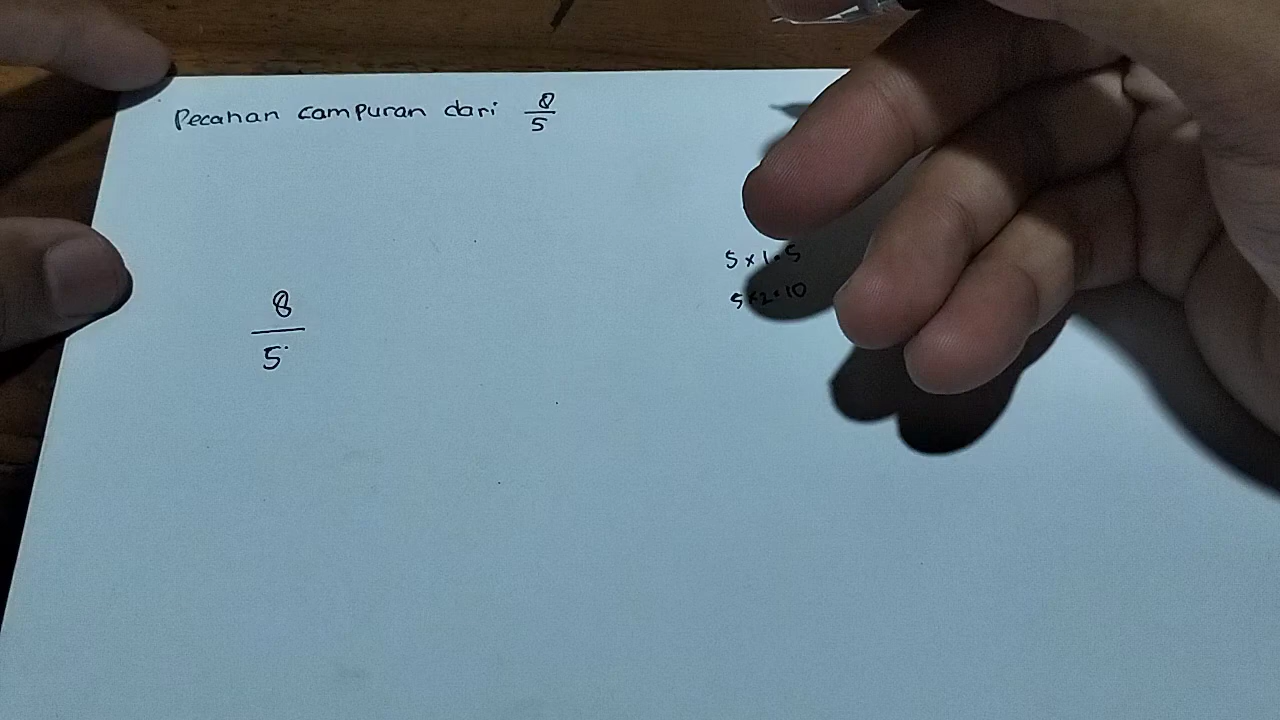 Pecahan campuran dari 8/5
5 x 1 = 5
5 x 2 = 10
8/5